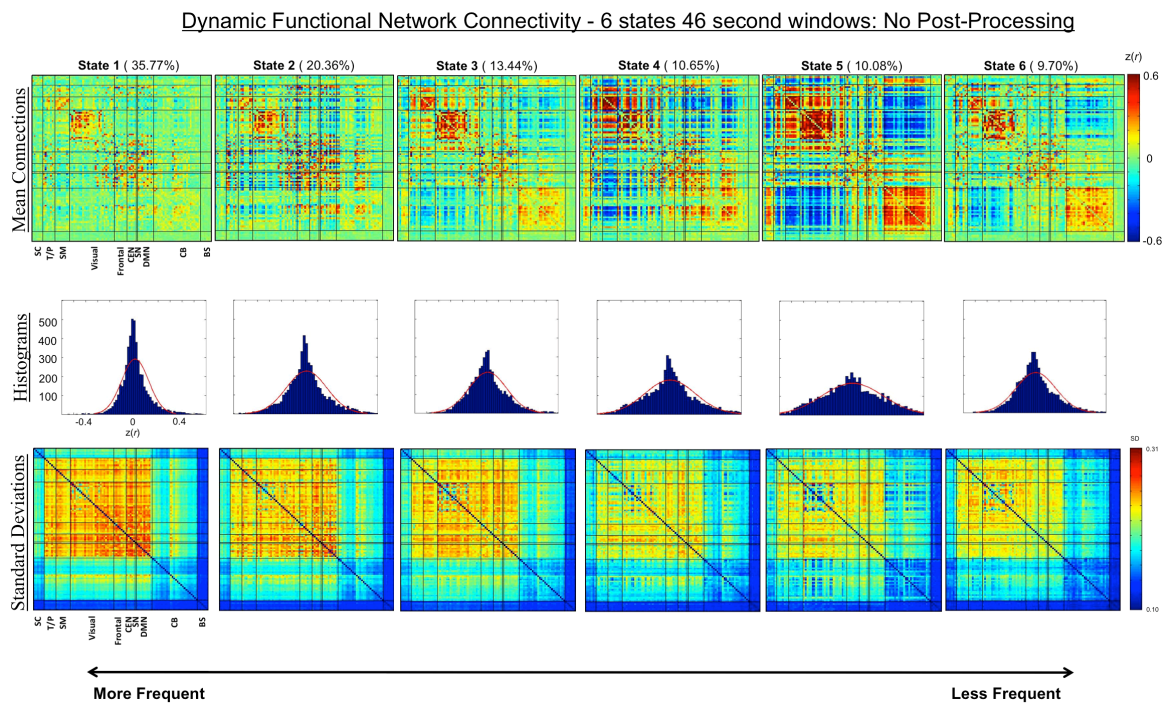 Dynamic Functional Network Connectivity - 6 states 46 second windows: No Post-Processing
State 1 ( 35.77%) State 2 ( 20.36%) State 3 ( 13.44%) State 4 ( 10.65%) State 5 ( 10.08%) State 6 ( 9.70%)
z(r)
0.6
0
-0.6
Mean Connections
SC T/P SM Visual Frontal CEN SN DMN CB BS
Histograms
500
400
300
200
100
-0.4 0 0.4
z(r)
Standard Deviations
SD
0.31
0.10
SC T/P SM Visual Frontal CEN SN DMN CB BS
More Frequent Less Frequent